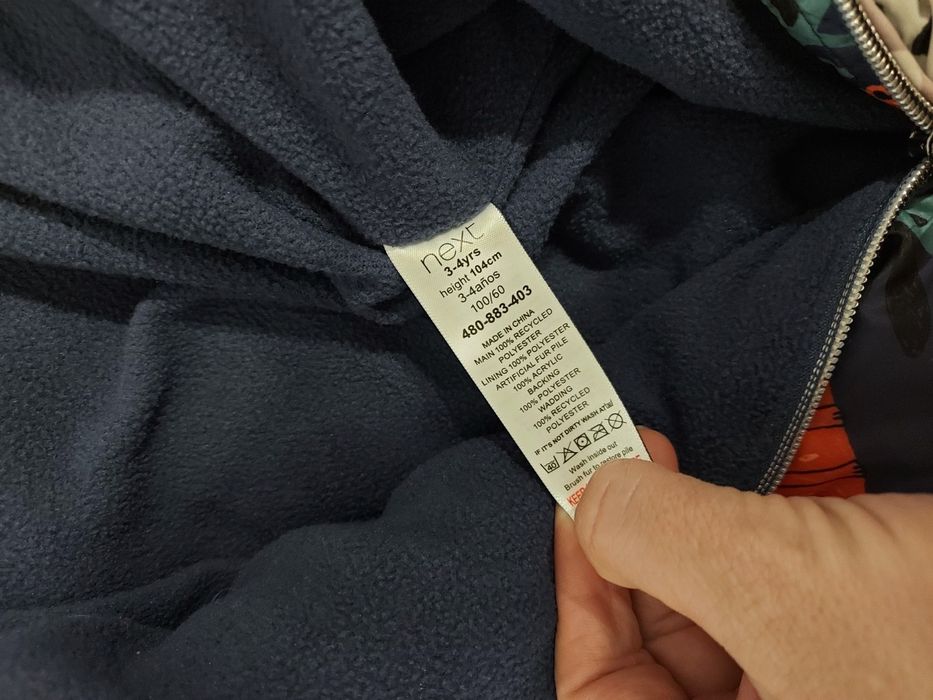 next
3-4yrs
height 104cm
3-4años
100/60
480-883-403
MADE IN CHINA
MAIN 100% RECYCLED
POLYESTER
LINING 100% POLYESTER
ARTIFICIAL FUR PILE
100% ACRYLIC
BACKING
100% POLYESTER
WADDING
100% RECYCLED
POLYESTER
IF IT'S NOT DIRTY WASH AT
40
Wash inside out
Brush fur to restore pile